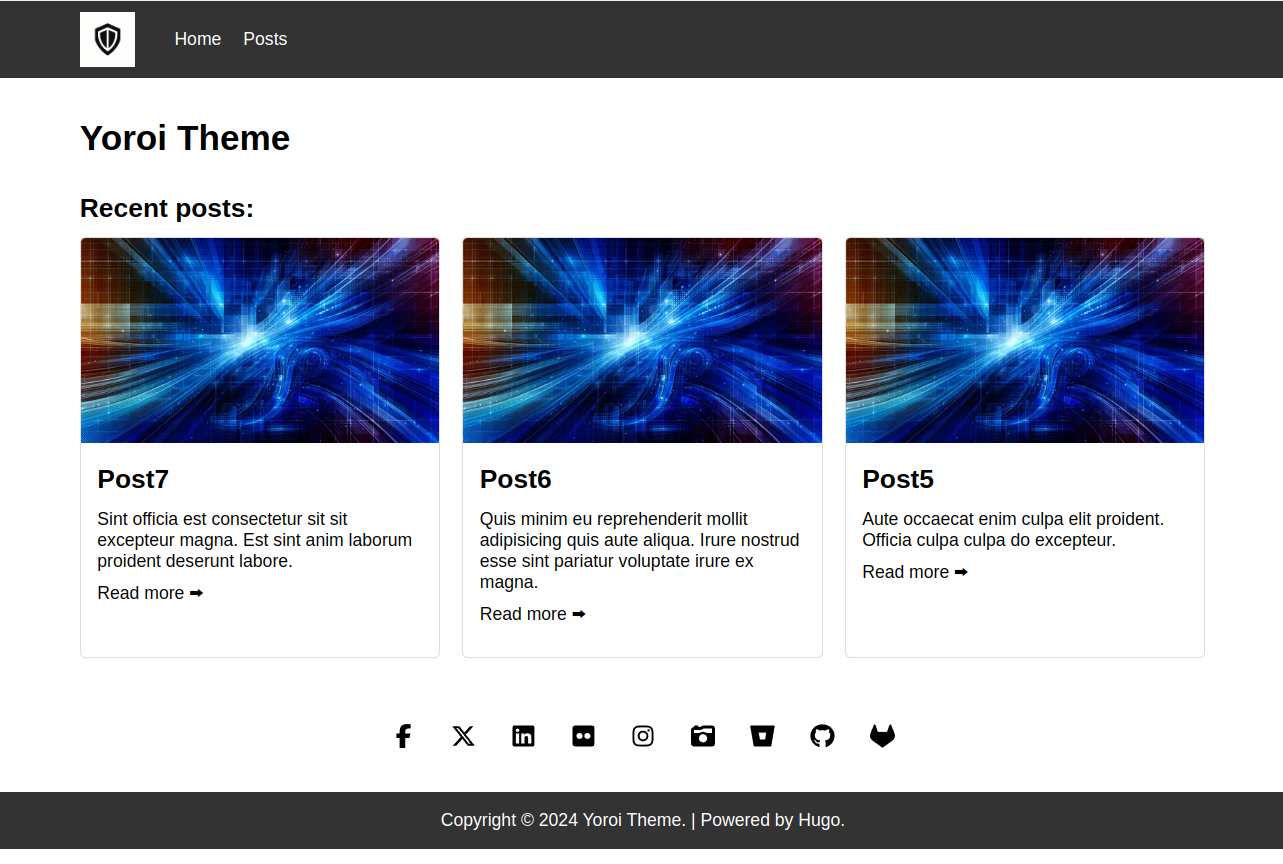 Home Posts
Yoroi Theme
Recent posts:
Post7
Sint officia est consectetur sit sit
excepteur magna. Est sint anim laborum
proident deserunt labore.
Read more ➡
Post6
Quis minim eu reprehenderit mollit
adipisicing quis aute aliqua. Irure nostrud
esse sint pariatur voluptate irure ex
magna.
Read more ➡
Post5
Aute occaecat enim culpa elit proident.
Officia culpa culpa do excepteur.
Read more ➡
Copyright © 2024 Yoroi Theme. | Powered by Hugo.